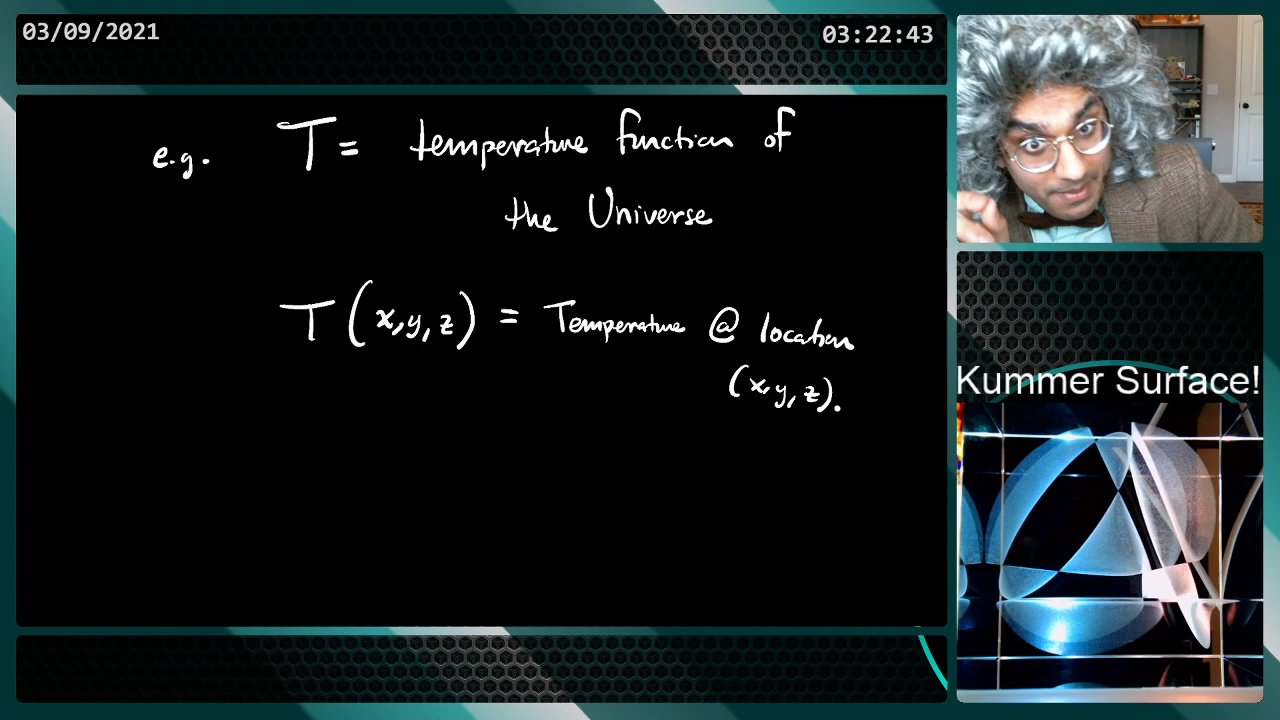 03/09/2021
03:22:43
e.g. T = temperature function of
the Universe
T(x,y,z) = Temperature @ location
(x,y,z).
Kummer Surface!